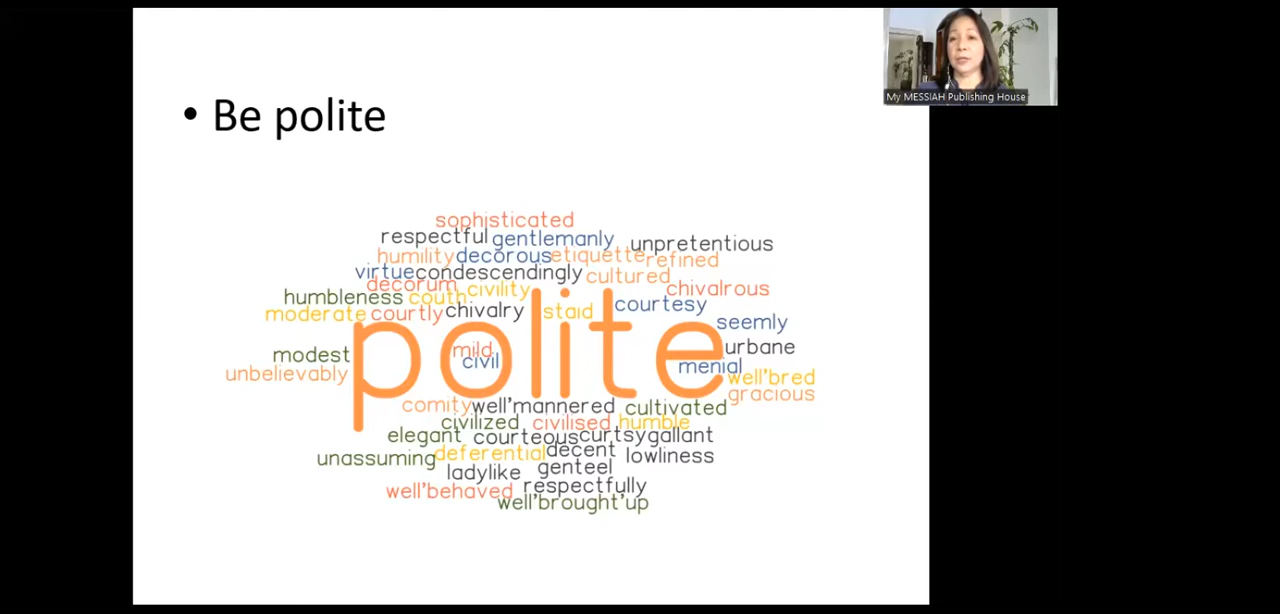 My MESSIAH Publishing House
• Be polite
sophisticated
respectful gentlemanly unpretentious
humility decorous etiquette refined
virtue condescendingly cultured
decorum civility chivalrous
humbleness couth courtesy
moderate courtly chivalry staid seemly
polite
modest mild urbane
civil menial
unbelievably well'bred
gracious
comity well'mannered cultivated
civilized civilised humble
elegant courteous curtsy gallant
unassuming deferential decent lowliness
ladylike genteel
well'behaved respectfully
well'brought'up